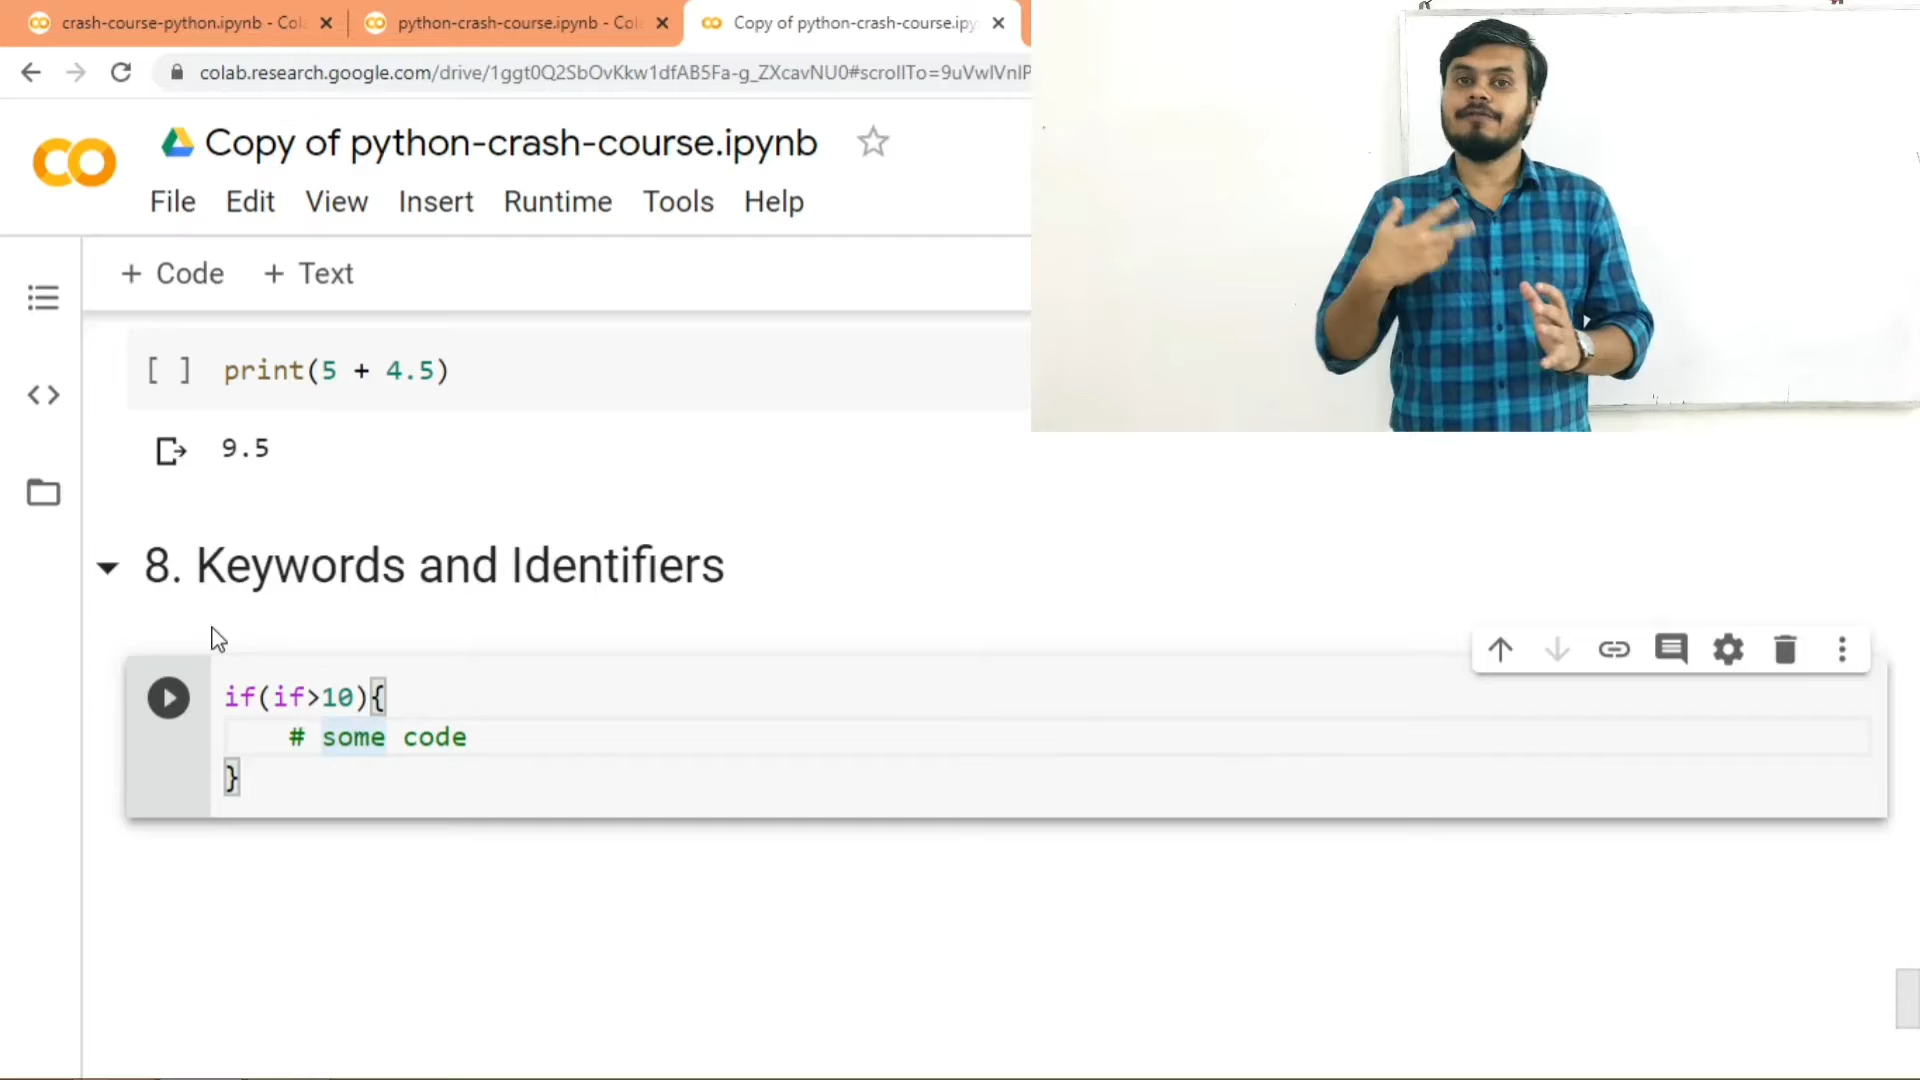 crash-course-python.ipynb - Col
python-crash-course.ipynb - Col
Copy of python-crash-course.ipy
colab.research.google.com/drive/1ggt0Q2SbOvKkw1dfAB5Fa-g_ZXcavNU0#scrollTo=9uVwlVnlP
Copy of python-crash-course.ipynb
File Edit View Insert Runtime Tools Help
+ Code + Text
[ ] print(5 + 4.5)
9.5
8. Keywords and Identifiers
if(if>10){
# some code
}